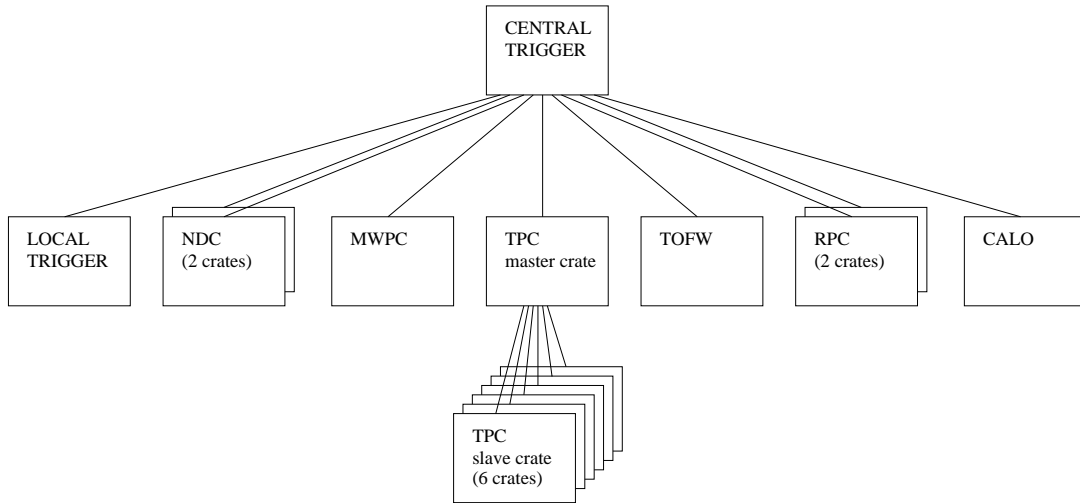 CENTRAL
TRIGGER
LOCAL
TRIGGER
NDC
(2 crates)
MWPC
TPC
master crate
TOFW
RPC
(2 crates)
CALO
TPC
slave crate
(6 crates)